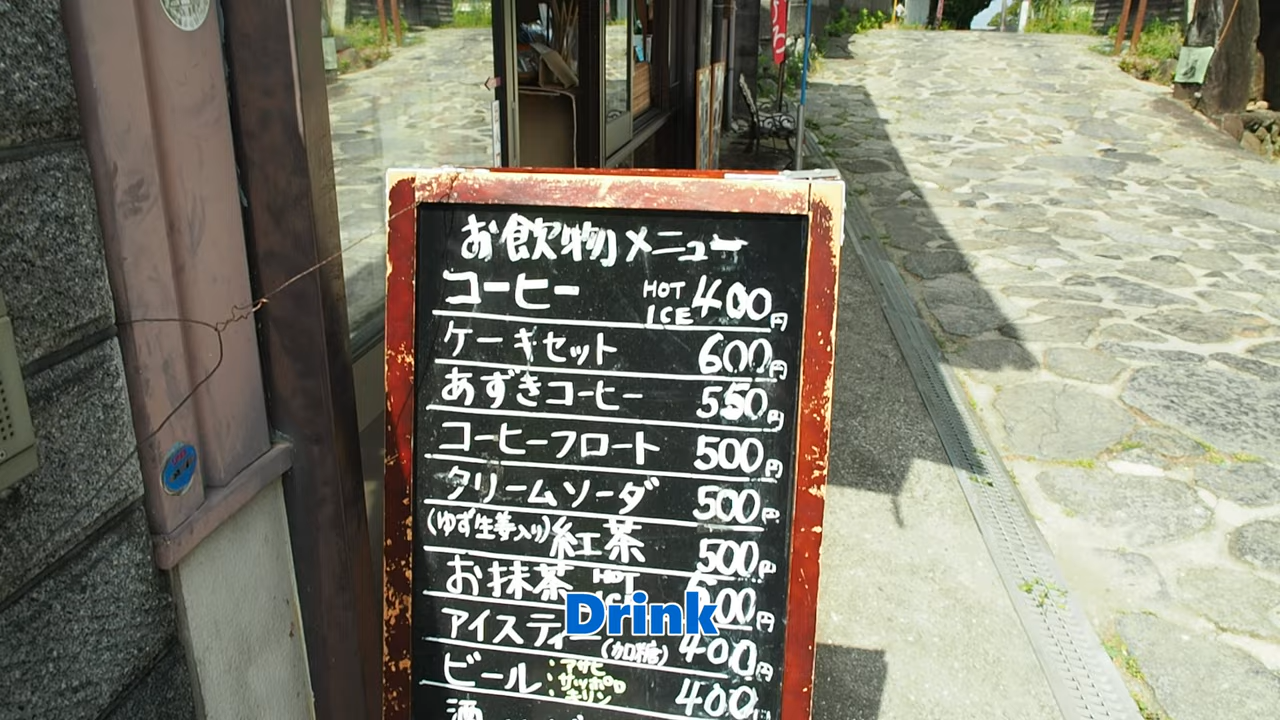 お飲物メニュー
コーヒー HOT ICE 400円
ケーキセット 600円
あずきコーヒー 550円
コーヒーフロート 500円
クリームソーダ 500円
(ゆず生姜入り)紅茶 500円
お抹茶 HOT ICE 00円
Drink
アイスティー(加糖) 400円
ビール:アサヒ サッポロ キリン 400
酒